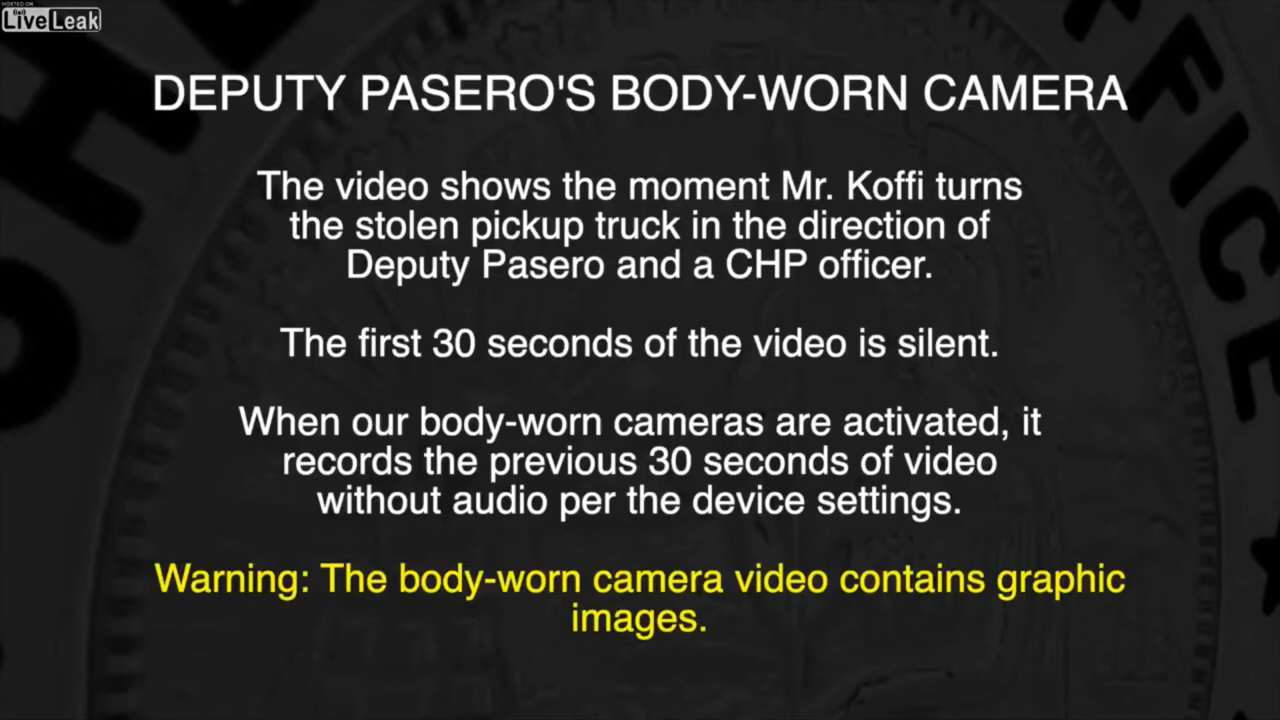 HOSTED ON
LiveLeak
FFICE
DEPUTY PASERO'S BODY-WORN CAMERA
The video shows the moment Mr. Koffi turns
the stolen pickup truck in the direction of
Deputy Pasero and a CHP officer.
The first 30 seconds of the video is silent.
When our body-worn cameras are activated, it
records the previous 30 seconds of video
without audio per the device settings.
Warning: The body-worn camera video contains graphic
images.